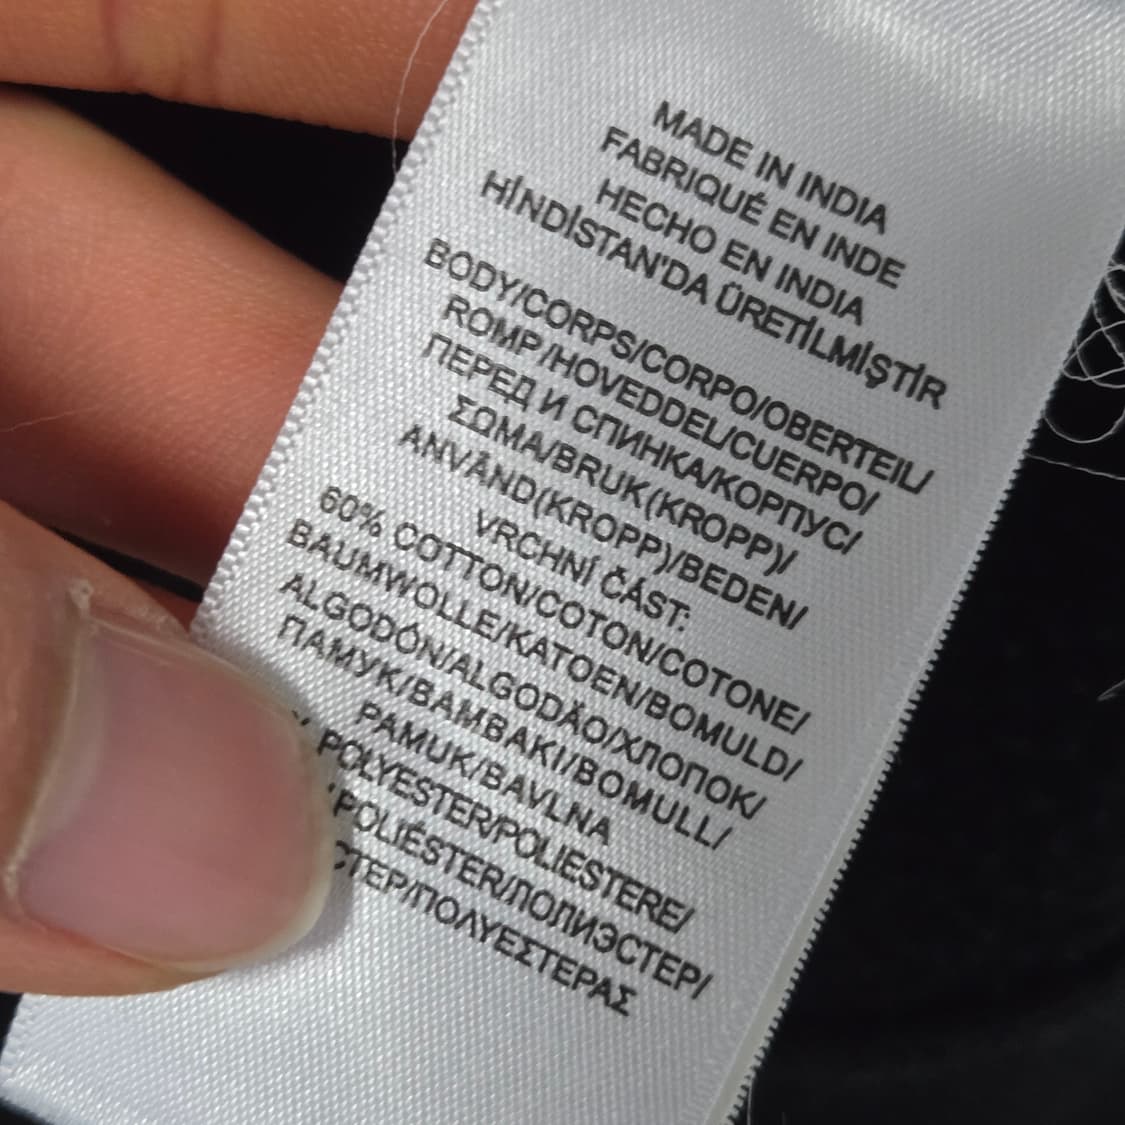 MADE IN INDIA
FABRIQUÉ EN INDE
HECHO EN INDIA
HİNDİSTAN'DA ÜRETİLMİŞTİR
BODY/CORPS/CORPO/OBERTEIL/
ROMP/HOVEDDEL/CUERPO/
ПЕРЕД И СПИНКА/КОРПУС/
ΣΩΜΑ/BRUK(KROPP)/
ANVÄND(KROPP)/BEDEN/
VRCHNÍ ČÁST:
60% COTTON/COTON/COTONE/
BAUMWOLLE/KATOEN/BOMULD/
ALGODÓN/ALGODÃO/ХЛОПОК/
ПАМУК/ΒΑΜΒΑΚΙ/BOMULL/
PAMUK/BAVLNA
POLYESTER/POLIESTERE/
POLIÉSTER/ПОЛИЭСТЕР/
СТЕР/ΠΟΛΥΕΣΤΕΡΑΣ